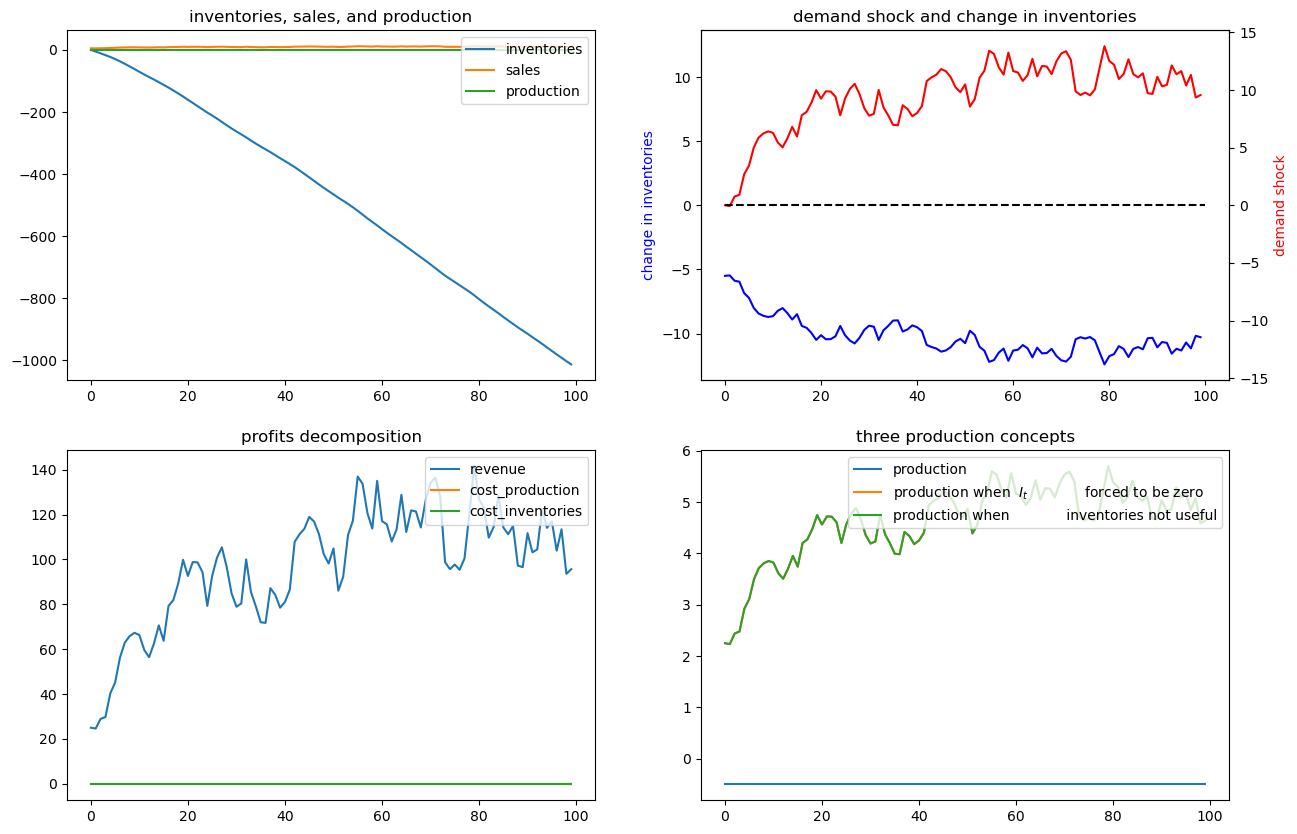 inventories, sales, and production
0
−200
−400
−600
−800
−1000
0 20 40 60 80 100
inventories
sales
production
demand shock and change in inventories
change in inventories
10
5
0
−5
−10
15
10
5
0
−5
−10
−15
demand shock
0 20 40 60 80 100
profits decomposition
140
120
100
80
60
40
20
0
0 20 40 60 80 100
revenue
cost_production
cost_inventories
three production concepts
6
5
4
3
2
1
0
0 20 40 60 80 100
production
production when I_t forced to be zero
production when inventories not useful